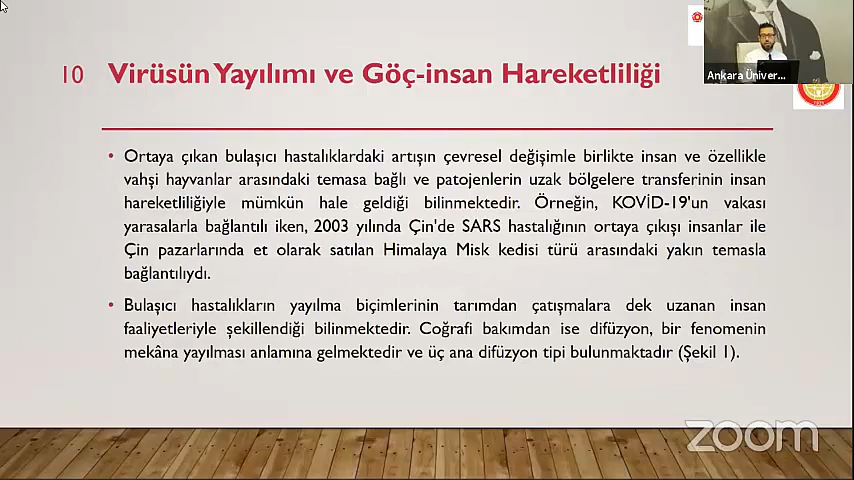 10 Virüsün Yayılımı ve Göç-insan Hareketliliği
Ankara Üniver...
• Ortaya çıkan bulaşıcı hastalıklardaki artışın çevresel değişimle birlikte insan ve özellikle
vahşi hayvanlar arasındaki temasa bağlı ve patojenlerin uzak bölgelere transferinin insan
hareketliliğiyle mümkün hale geldiği bilinmektedir. Örneğin, KOVİD-19'un vakası
yarasalarla bağlantılı iken, 2003 yılında Çin'de SARS hastalığının ortaya çıkışı insanlar ile
Çin pazarlarında et olarak satılan Himalaya Misk kedisi türü arasındaki yakın temasla
bağlantılıydı.
• Bulaşıcı hastalıkların yayılma biçimlerinin tarımdan çatışmalara dek uzanan insan
faaliyetleriyle şekillendiği bilinmektedir. Coğrafi bakımdan ise difüzyon, bir fenomenin
mekâna yayılması anlamına gelmektedir ve üç ana difüzyon tipi bulunmaktadır (Şekil 1).
zoom